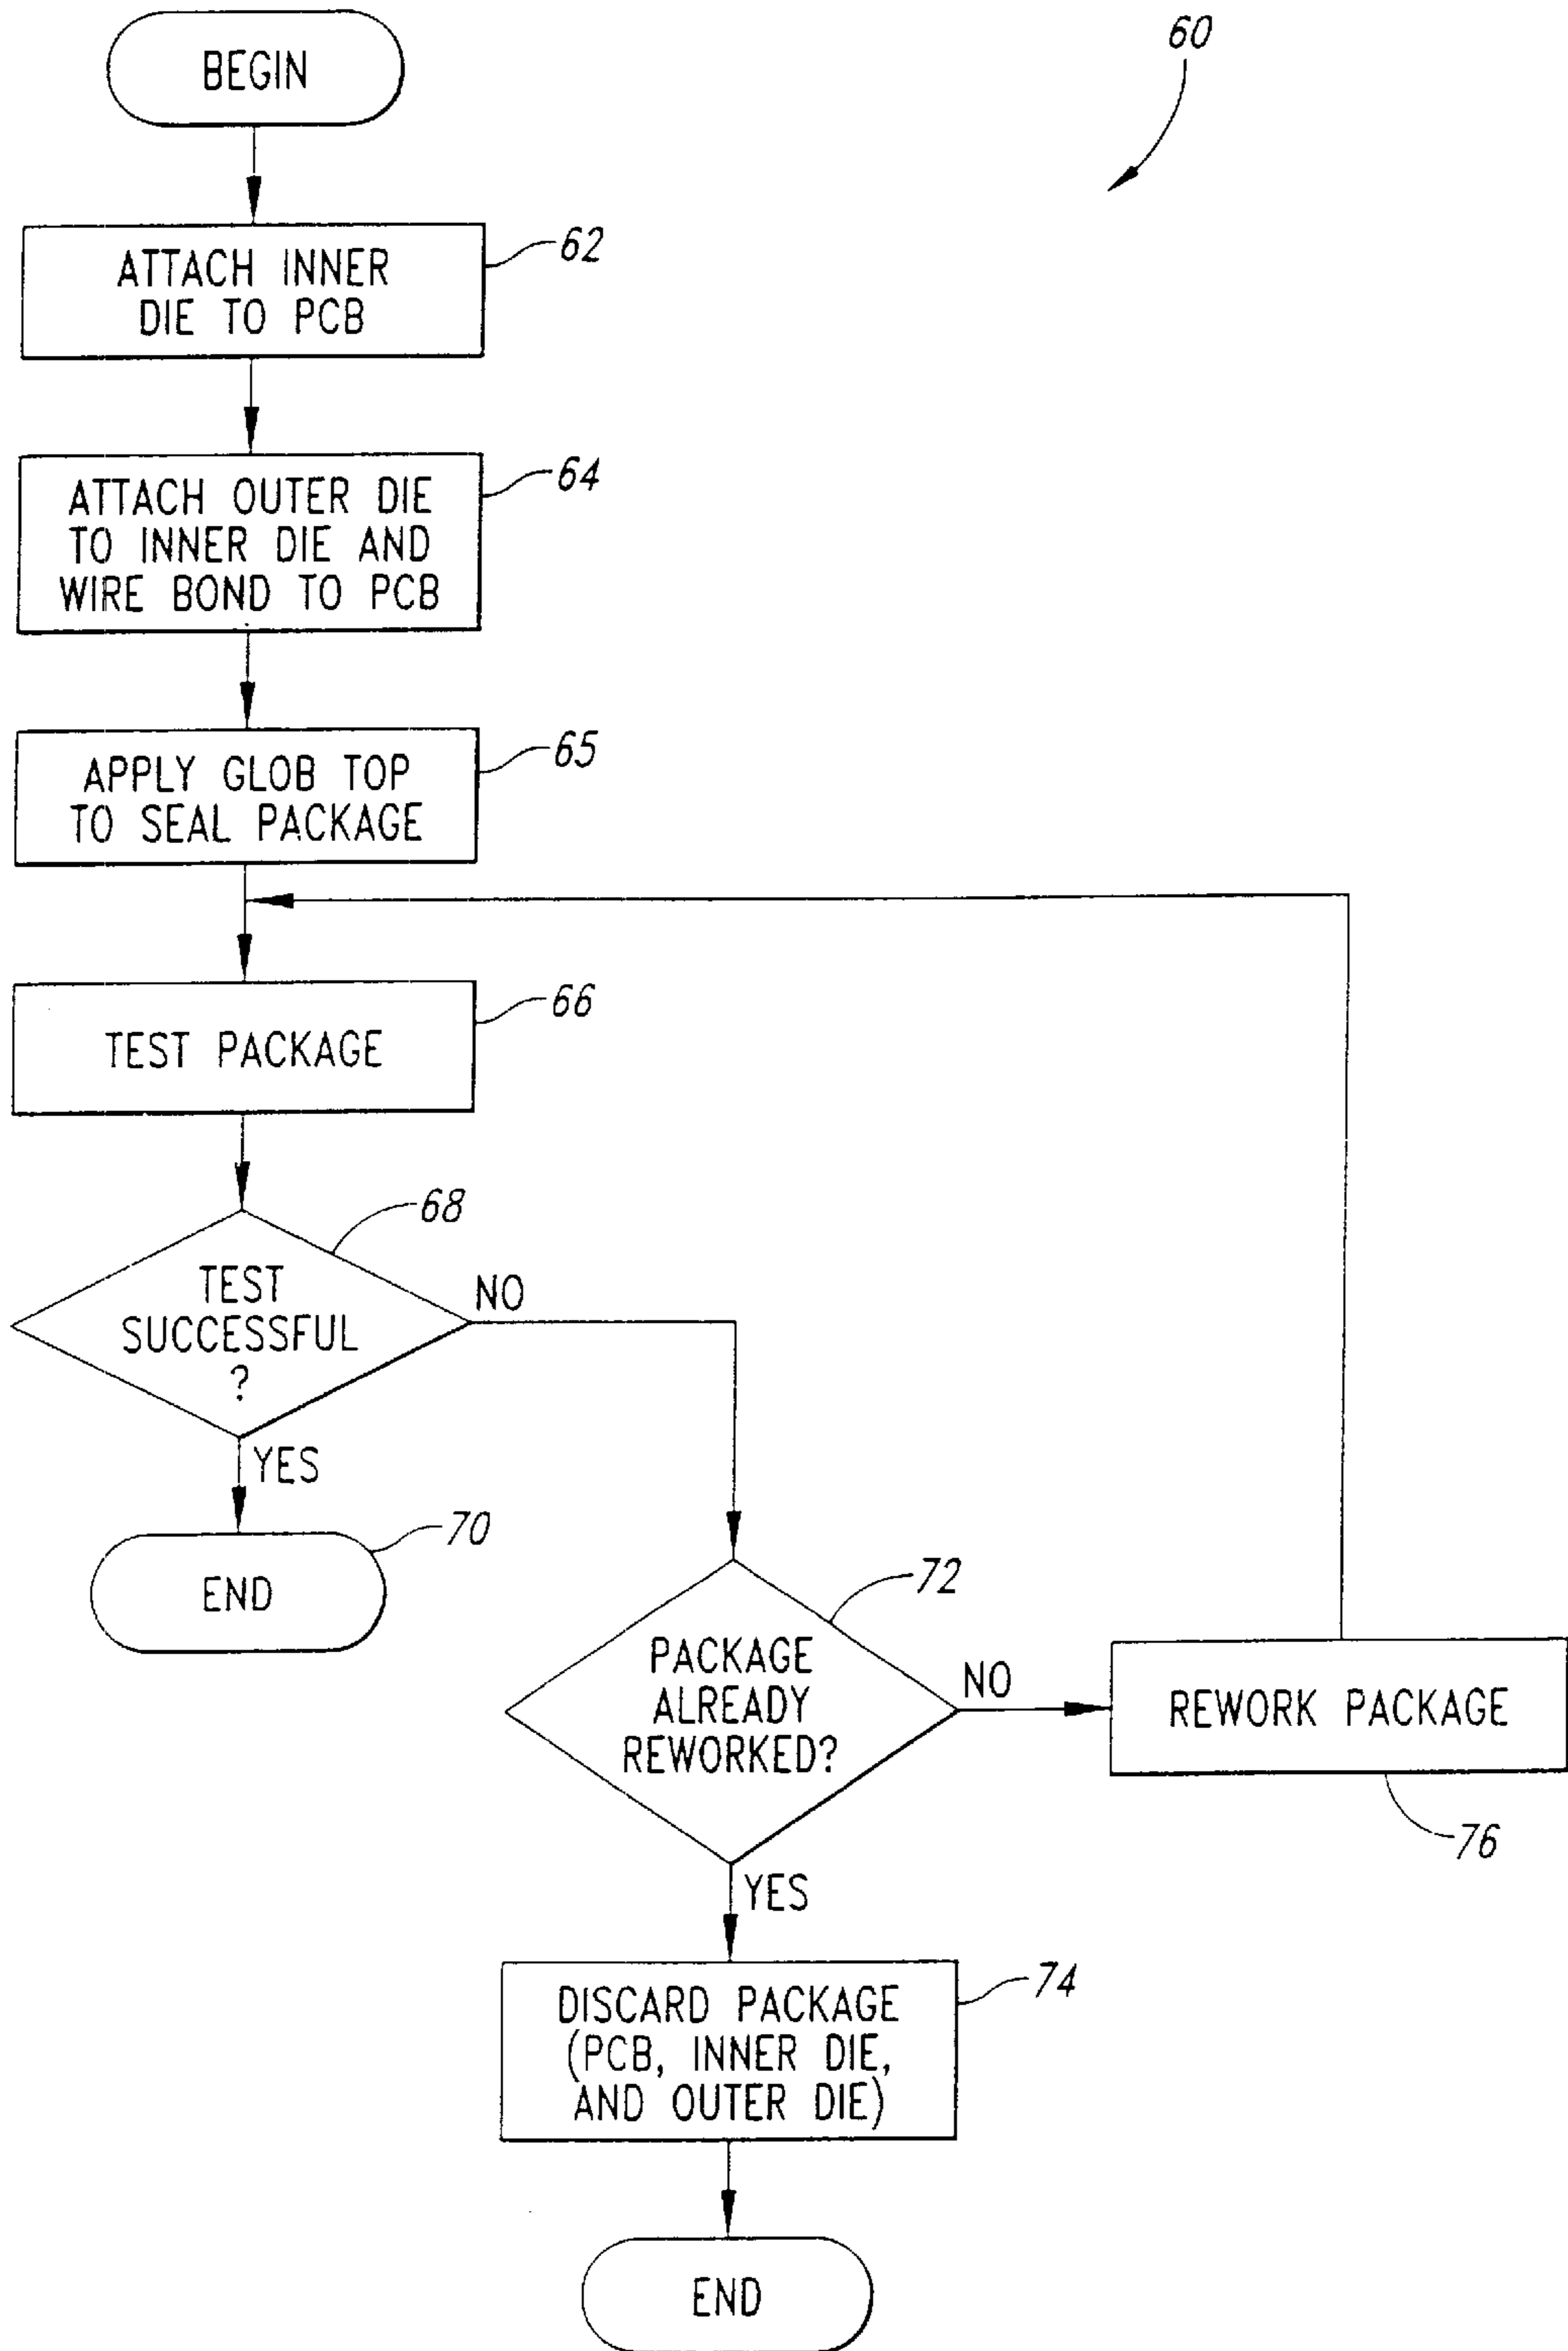 BEGIN
60
ATTACH INNER
DIE TO PCB
62
ATTACH OUTER DIE
TO INNER DIE AND
WIRE BOND TO PCB
64
APPLY GLOB TOP
TO SEAL PACKAGE
65
TEST PACKAGE
66
TEST
SUCCESSFUL
?
68
NO
YES
END
70
PACKAGE
ALREADY
REWORKED?
72
NO
REWORK PACKAGE
76
YES
DISCARD PACKAGE
(PCB, INNER DIE,
AND OUTER DIE)
74
END